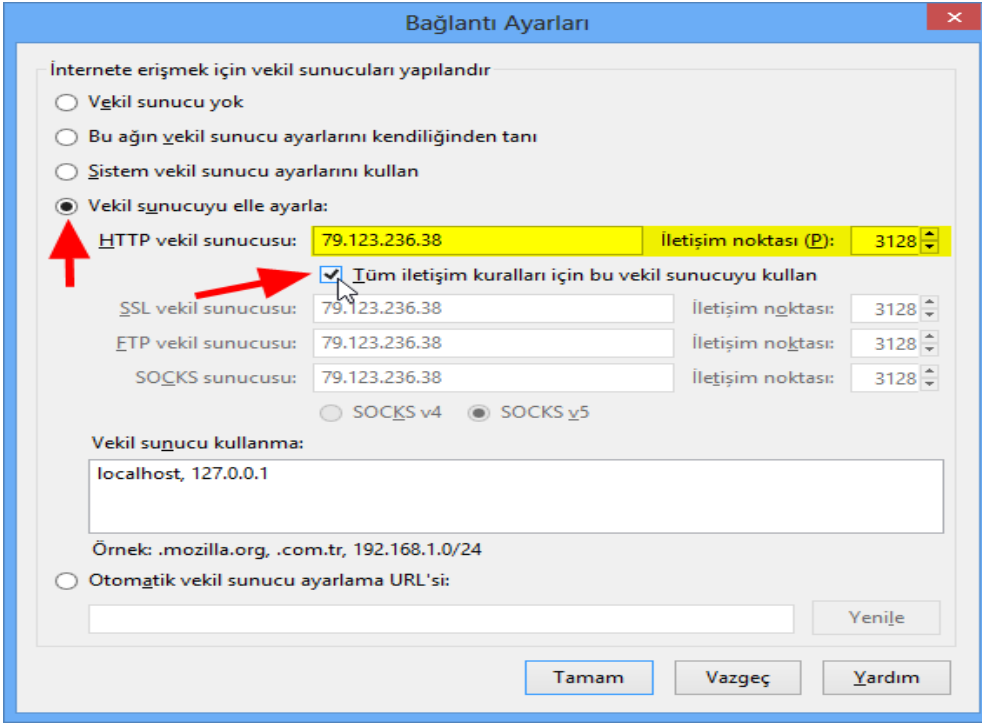 Bağlantı Ayarları
İnternete erişmek için vekil sunucuları yapılandır
Vekil sunucu yok
Bu ağın vekil sunucu ayarlarını kendiliğinden tanı
Sistem vekil sunucu ayarlarını kullan
Vekil sunucuyu elle ayarla:
HTTP vekil sunucusu: 79.123.236.38 İletişim noktası (P): 3128
Tüm iletişim kuralları için bu vekil sunucuyu kullan
SSL vekil sunucusu: 79.123.236.38 İletişim noktası: 3128
FTP vekil sunucusu: 79.123.236.38 İletişim noktası: 3128
SOCKS sunucusu: 79.123.236.38 İletişim noktası: 3128
SOCKS v4 SOCKS v5
Vekil sunucu kullanma:
localhost, 127.0.0.1
Örnek: .mozilla.org, .com.tr, 192.168.1.0/24
Otomatik vekil sunucu ayarlama URL'si:
Yenile
Tamam Vazgeç Yardım